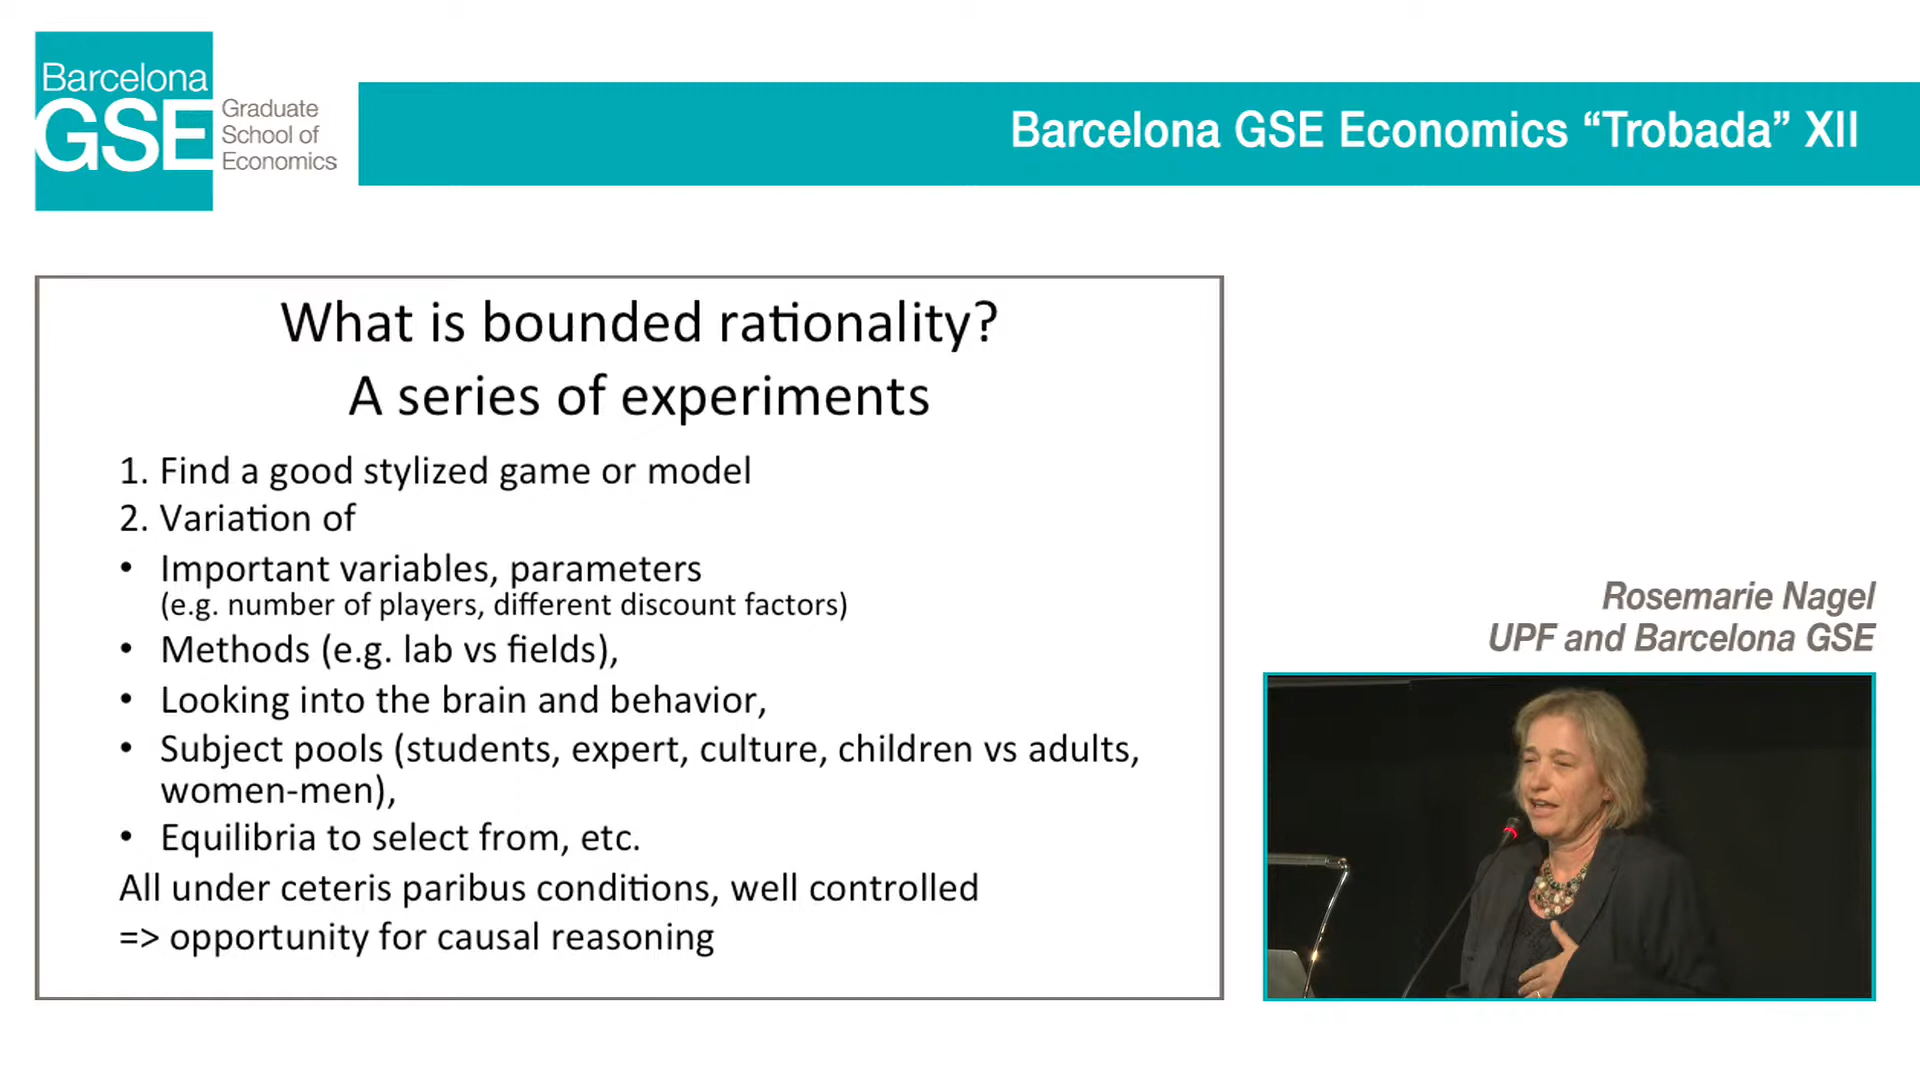 Barcelona
GSE
Graduate
School of
Economics
Barcelona GSE Economics “Trobada” XII
What is bounded rationality?
A series of experiments
1. Find a good stylized game or model
2. Variation of
• Important variables, parameters
(e.g. number of players, different discount factors)
• Methods (e.g. lab vs fields),
• Looking into the brain and behavior,
• Subject pools (students, expert, culture, children vs adults,
women-men),
• Equilibria to select from, etc.
All under ceteris paribus conditions, well controlled
=> opportunity for causal reasoning
Rosemarie Nagel
UPF and Barcelona GSE